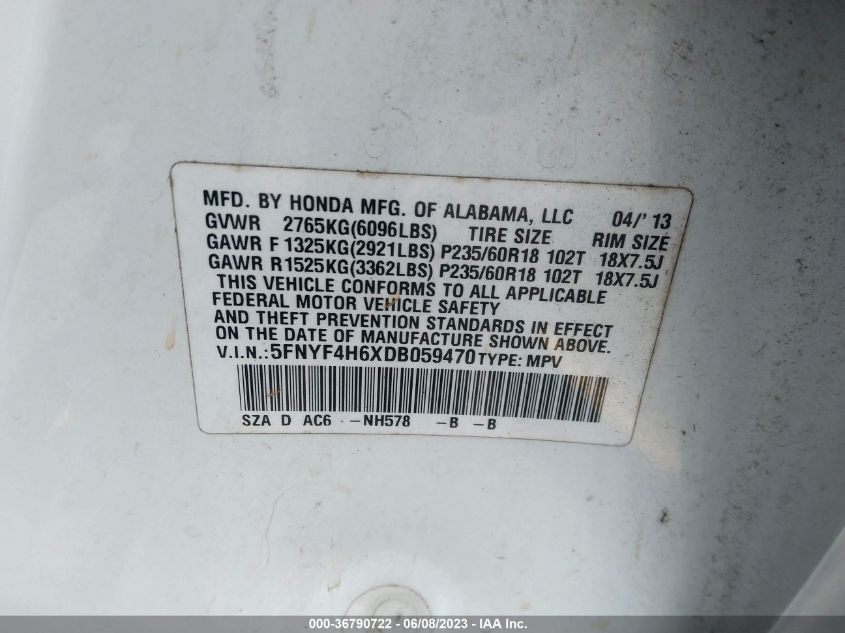 MFD. BY HONDA MFG. OF ALABAMA, LLC 04/'13
GVWR 2765KG(6096LBS) TIRE SIZE RIM SIZE
GAWR F 1325KG(2921LBS) P235/60R18 102T 18X7.5J
GAWR R1525KG(3362LBS) P235/60R18 102T 18X7.5J
THIS VEHICLE CONFORMS TO ALL APPLICABLE
FEDERAL MOTOR VEHICLE SAFETY
AND THEFT PREVENTION STANDARDS IN EFFECT
ON THE DATE OF MANUFACTURE SHOWN ABOVE.
V.I.N.:5FNYF4H6XDB059470 TYPE: MPV
SZA D AC6 -NH578 -B -B
000-36790722 - 06/08/2023 - IAA Inc.